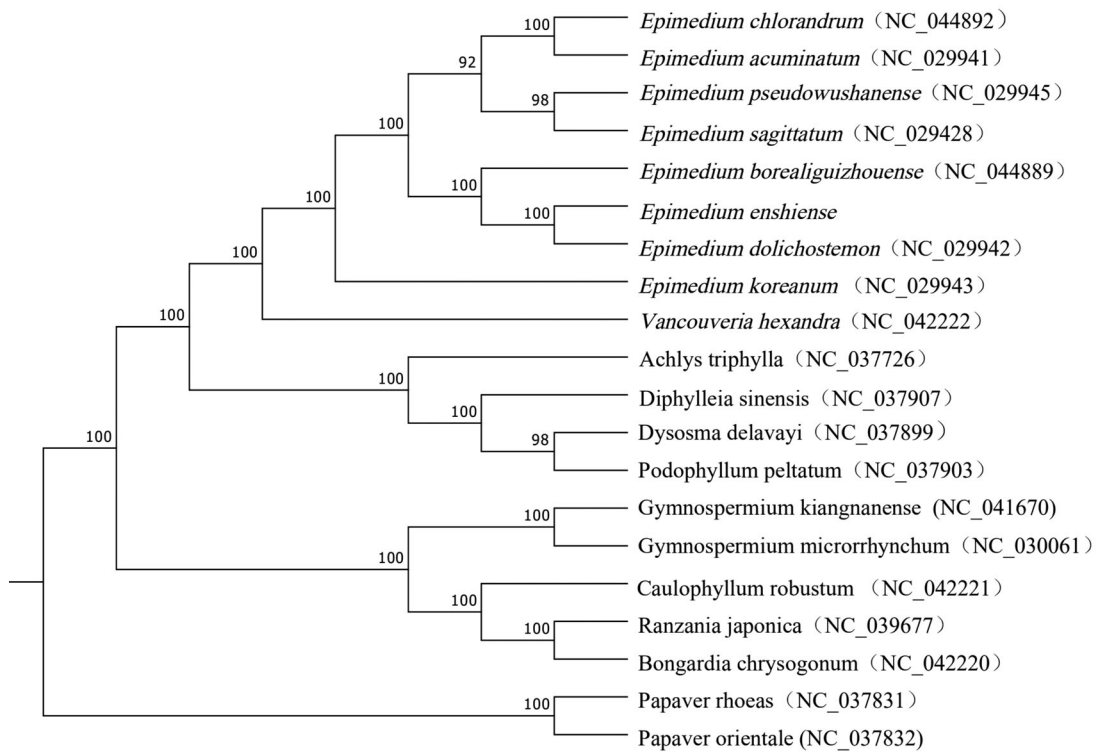 100
Epimedium chlorandrum（NC_044892）
Epimedium acuminatum（NC_029941）
92
98
Epimedium pseudowushanense（NC_029945）
Epimedium sagittatum（NC_029428）
100
100
Epimedium borealiguizhouense（NC_044889）
100
Epimedium enshiense
Epimedium dolichostemon（NC_029942）
100
Epimedium koreanum（NC_029943）
100
Vancouveria hexandra（NC_042222）
100
100
Achlys triphylla（NC_037726）
100
Diphylleia sinensis（NC_037907）
98
Dysosma delavayi（NC_037899）
Podophyllum peltatum（NC_037903）
100
100
Gymnospermium kiangnanense (NC_041670)
Gymnospermium microrrhynchum（NC_030061）
100
100
Caulophyllum robustum （NC_042221）
100
Ranzania japonica（NC_039677）
Bongardia chrysogonum（NC_042220）
100
Papaver rhoeas（NC_037831）
Papaver orientale (NC_037832)